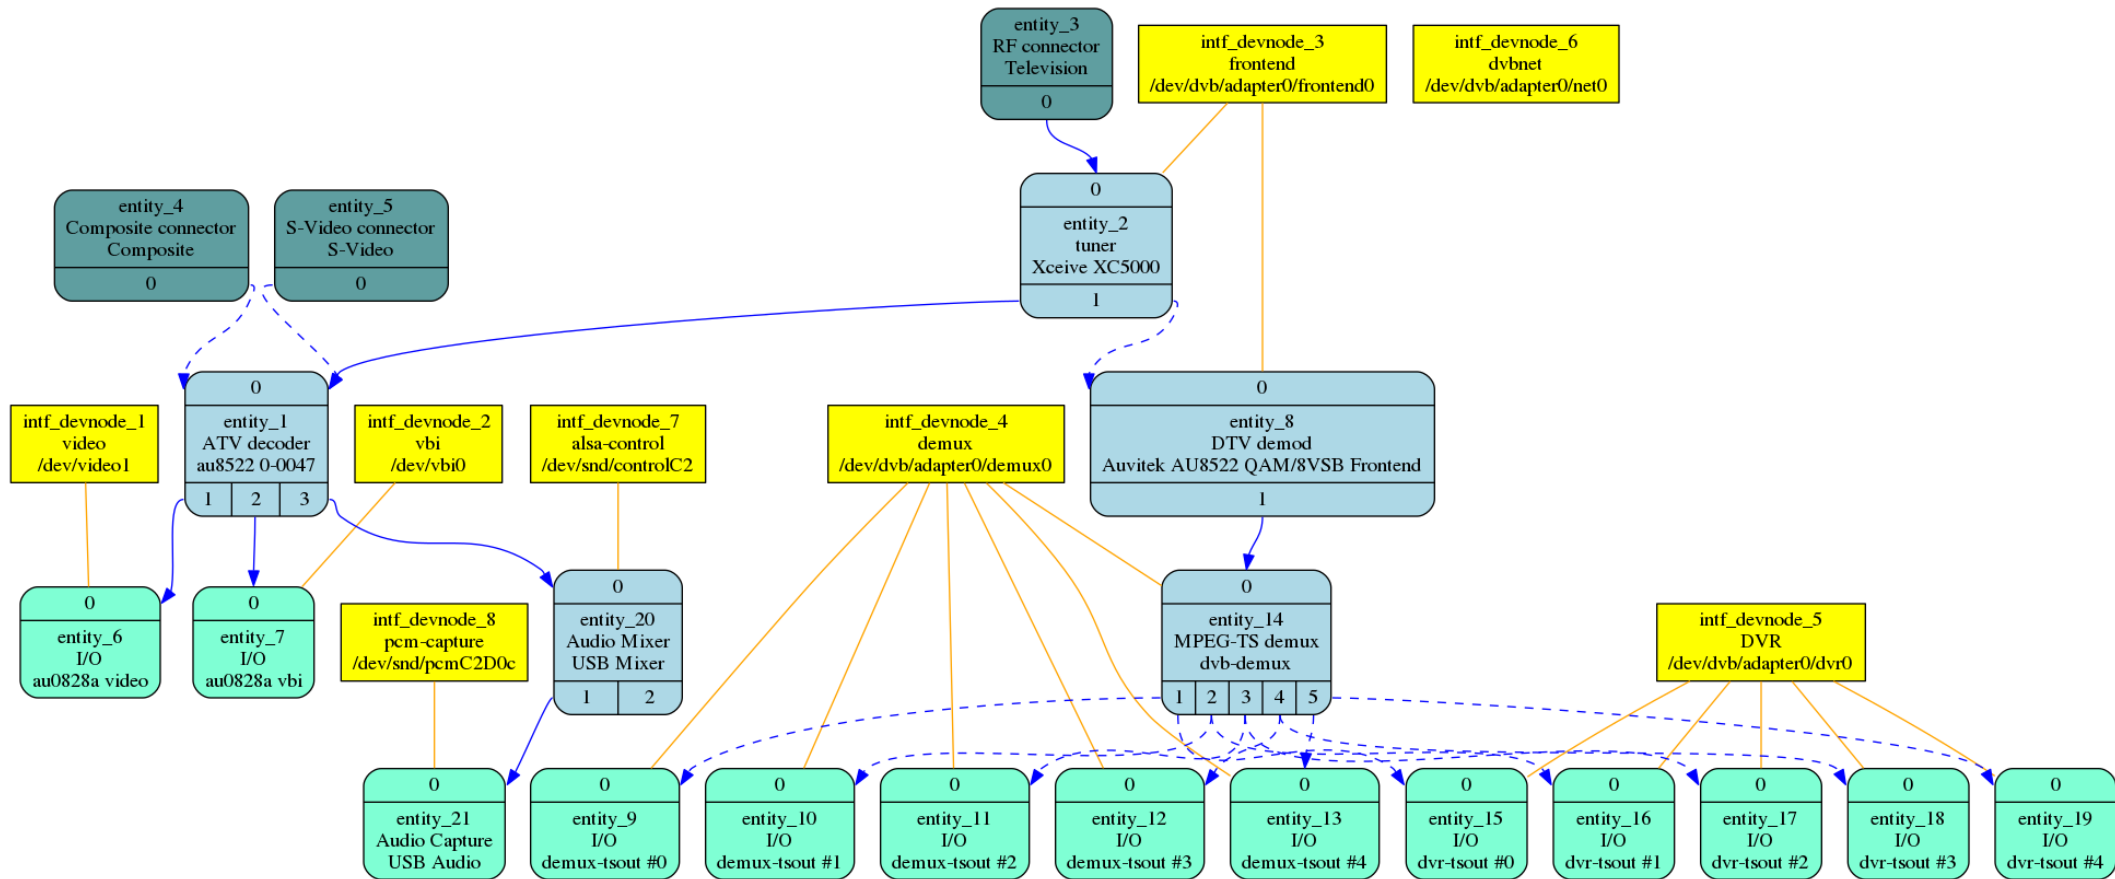 entity_3
RF connector
Television
0
intf_devnode_3
frontend
/dev/dvb/adapter0/frontend0
intf_devnode_6
dvbnet
/dev/dvb/adapter0/net0
entity_4
Composite connector
Composite
0
entity_5
S-Video connector
S-Video
0
0
entity_2
tuner
Xceive XC5000
1
intf_devnode_1
video
/dev/video1
0
entity_1
ATV decoder
au8522 0-0047
1 2 3
intf_devnode_2
vbi
/dev/vbi0
intf_devnode_7
alsa-control
/dev/snd/controlC2
intf_devnode_4
demux
/dev/dvb/adapter0/demux0
0
entity_8
DTV demod
Auvitek AU8522 QAM/8VSB Frontend
1
0
entity_6
I/O
au0828a video
0
entity_7
I/O
au0828a vbi
intf_devnode_8
pcm-capture
/dev/snd/pcmC2D0c
0
entity_20
Audio Mixer
USB Mixer
1 2
0
entity_14
MPEG-TS demux
dvb-demux
1 2 3 4 5
intf_devnode_5
DVR
/dev/dvb/adapter0/dvr0
0
entity_21
Audio Capture
USB Audio
0
entity_9
I/O
demux-tsout #0
0
entity_10
I/O
demux-tsout #1
0
entity_11
I/O
demux-tsout #2
0
entity_12
I/O
demux-tsout #3
0
entity_13
I/O
demux-tsout #4
0
entity_15
I/O
dvr-tsout #0
0
entity_16
I/O
dvr-tsout #1
0
entity_17
I/O
dvr-tsout #2
0
entity_18
I/O
dvr-tsout #3
0
entity_19
I/O
dvr-tsout #4